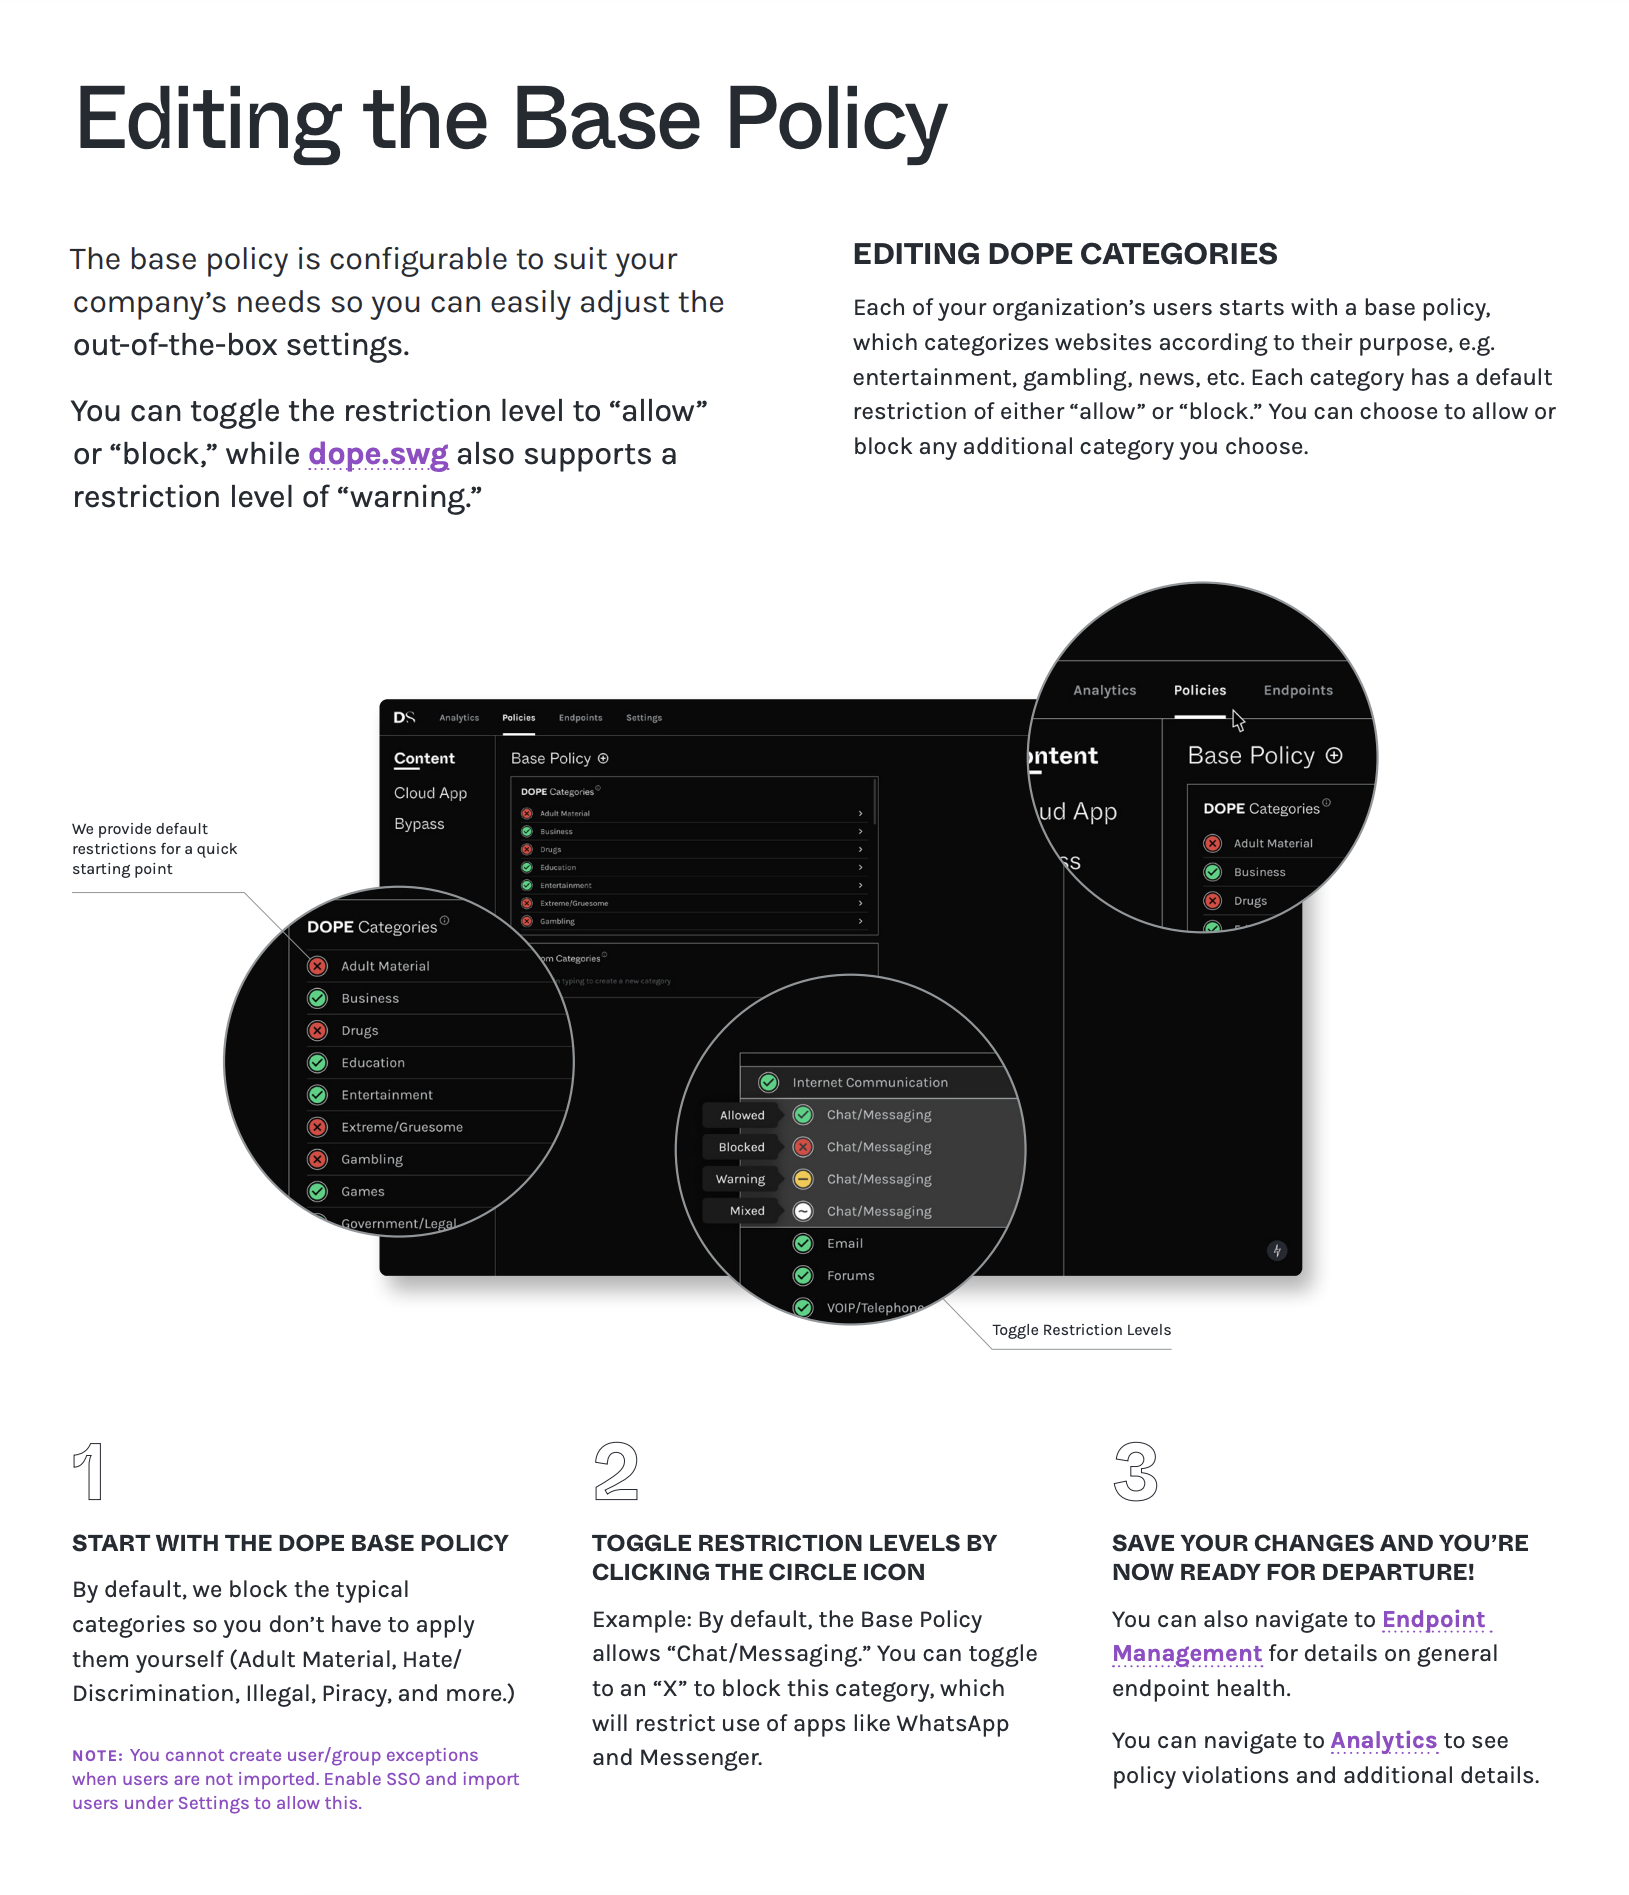 Editing the Base Policy
The base policy is configurable to suit your
company’s needs so you can easily adjust the
out-of-the-box settings.
You can toggle the restriction level to “allow”
or “block,” while dope.swg also supports a
restriction level of “warning.”
EDITING DOPE CATEGORIES
Each of your organization’s users starts with a base policy,
which categorizes websites according to their purpose, e.g.
entertainment, gambling, news, etc. Each category has a default
restriction of either “allow” or “block.” You can choose to allow or
block any additional category you choose.
DS Analytics Policies Endpoints Settings
Content
Cloud App
Bypass
Base Policy
DOPE Categories
Adult Material
Business
Drugs
Education
Entertainment
Extreme/Gruesome
Gambling
om Categories
typing to create a new category
Analytics Policies Endpoints
ontent
ud App
ss
Base Policy
DOPE Categories
Adult Material
Business
Drugs
We provide default
restrictions for a quick
starting point
DOPE Categories
Adult Material
Business
Drugs
Education
Entertainment
Extreme/Gruesome
Gambling
Games
Government/Legal
Internet Communication
Allowed Chat/Messaging
Blocked Chat/Messaging
Warning Chat/Messaging
Mixed Chat/Messaging
Email
Forums
VOIP/Telephone
Toggle Restriction Levels
1
START WITH THE DOPE BASE POLICY
By default, we block the typical
categories so you don’t have to apply
them yourself (Adult Material, Hate/
Discrimination, Illegal, Piracy, and more.)
NOTE: You cannot create user/group exceptions
when users are not imported. Enable SSO and import
users under Settings to allow this.
2
TOGGLE RESTRICTION LEVELS BY
CLICKING THE CIRCLE ICON
Example: By default, the Base Policy
allows “Chat/Messaging.” You can toggle
to an “X” to block this category, which
will restrict use of apps like WhatsApp
and Messenger.
3
SAVE YOUR CHANGES AND YOU’RE
NOW READY FOR DEPARTURE!
You can also navigate to Endpoint
Management for details on general
endpoint health.
You can navigate to Analytics to see
policy violations and additional details.